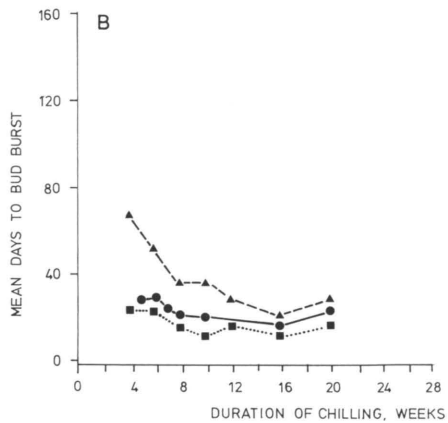 B
MEAN DAYS TO BUD BURST
160
120
80
40
0
0 4 8 12 16 20 24 28
DURATION OF CHILLING, WEEKS